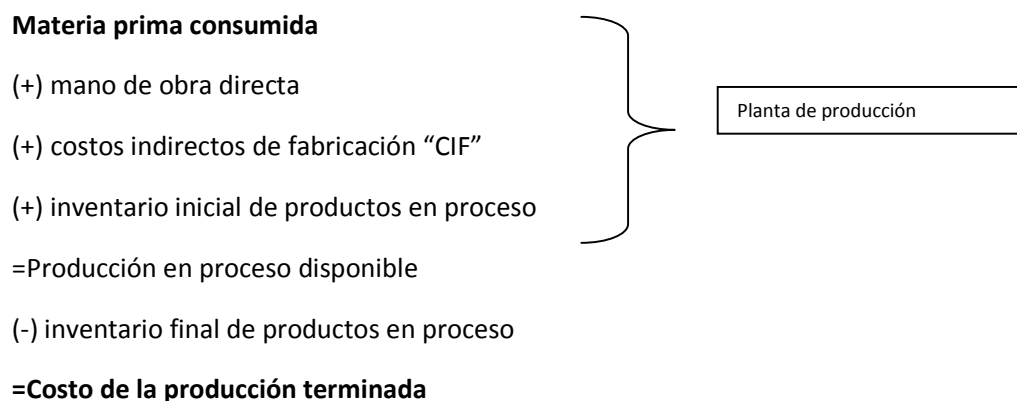 Materia prima consumida
(+) mano de obra directa
Planta de producción
(+) costos indirectos de fabricación “CIF”
(+) inventario inicial de productos en proceso
=Producción en proceso disponible
(-) inventario final de productos en proceso
=Costo de la producción terminada